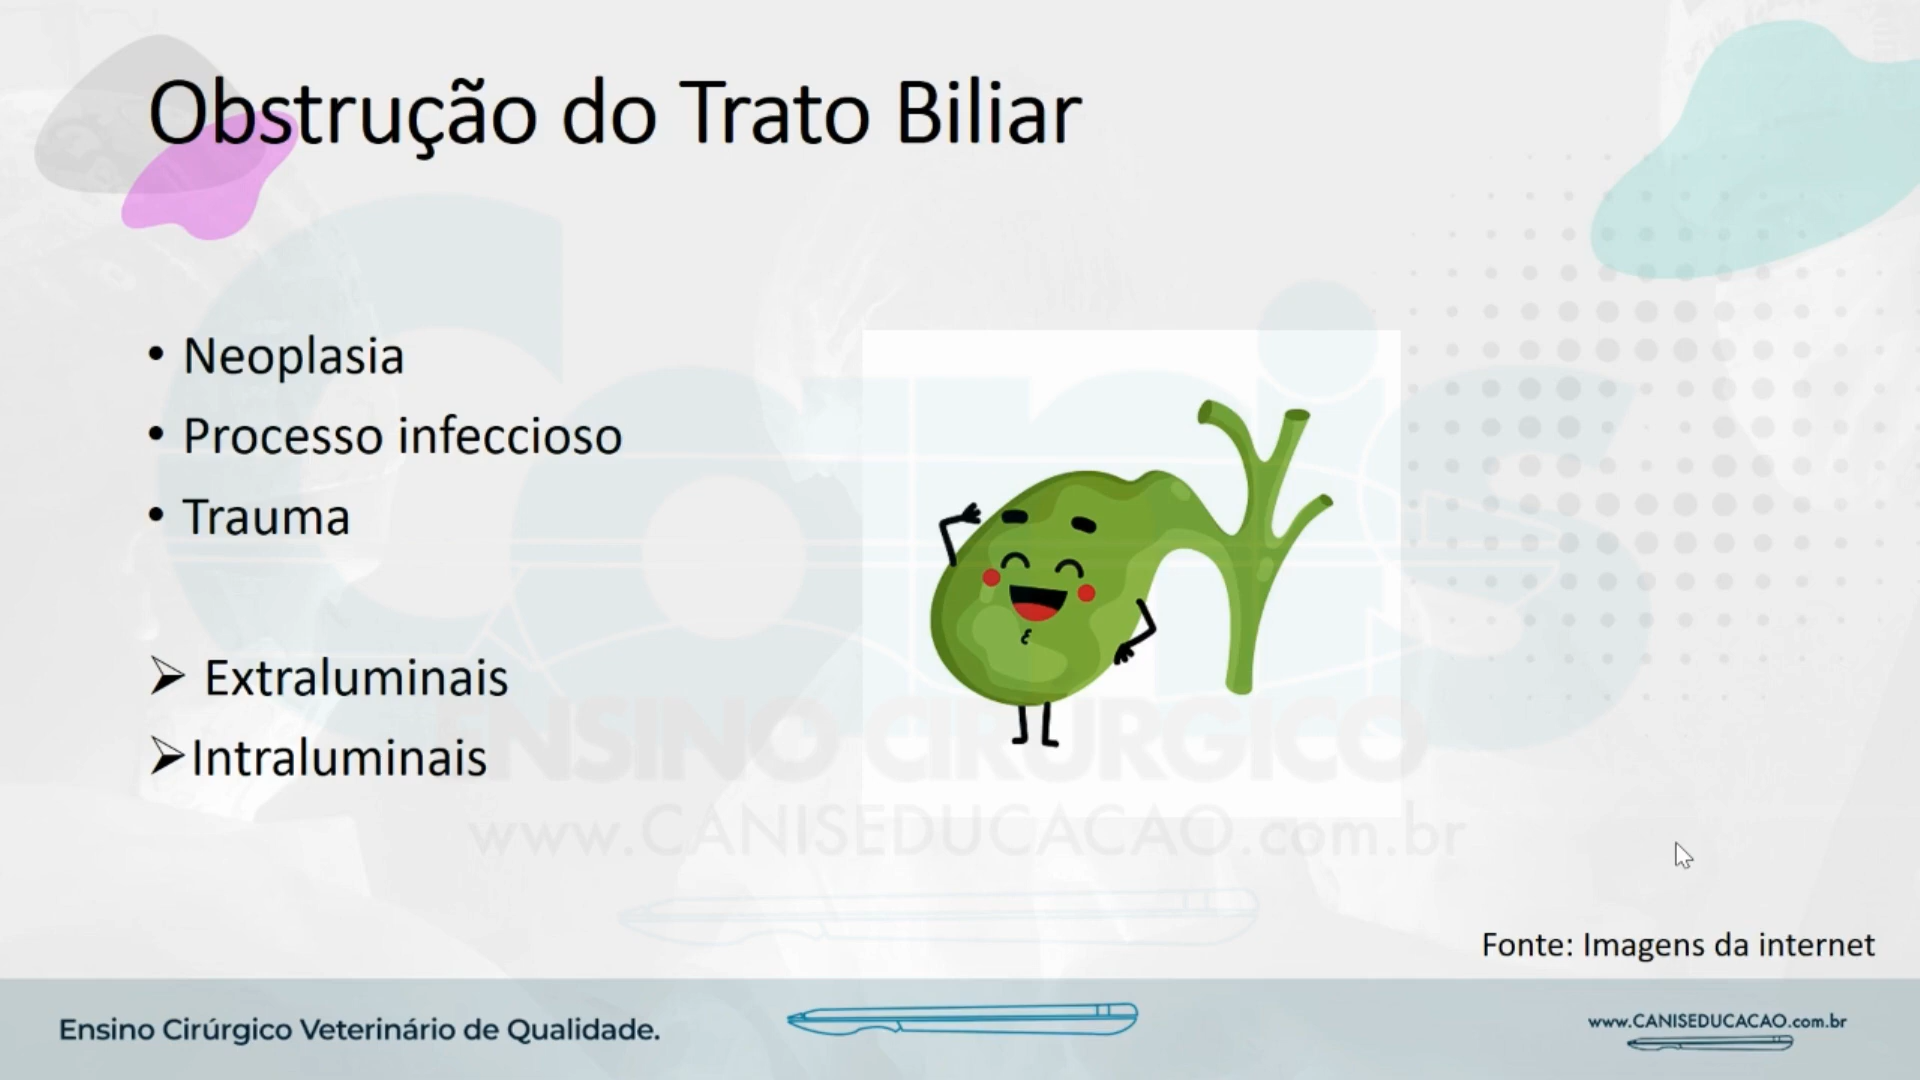 Obstrução do Trato Biliar
• Neoplasia
• Processo infeccioso
• Trauma
➢ Extraluminais
➢Intraluminais
Canis
ENSINO CIRÚRGICO
www.CANISEDUCACAO.com.br
Fonte: Imagens da internet
Ensino Cirúrgico Veterinário de Qualidade.
www.CANISEDUCACAO.com.br